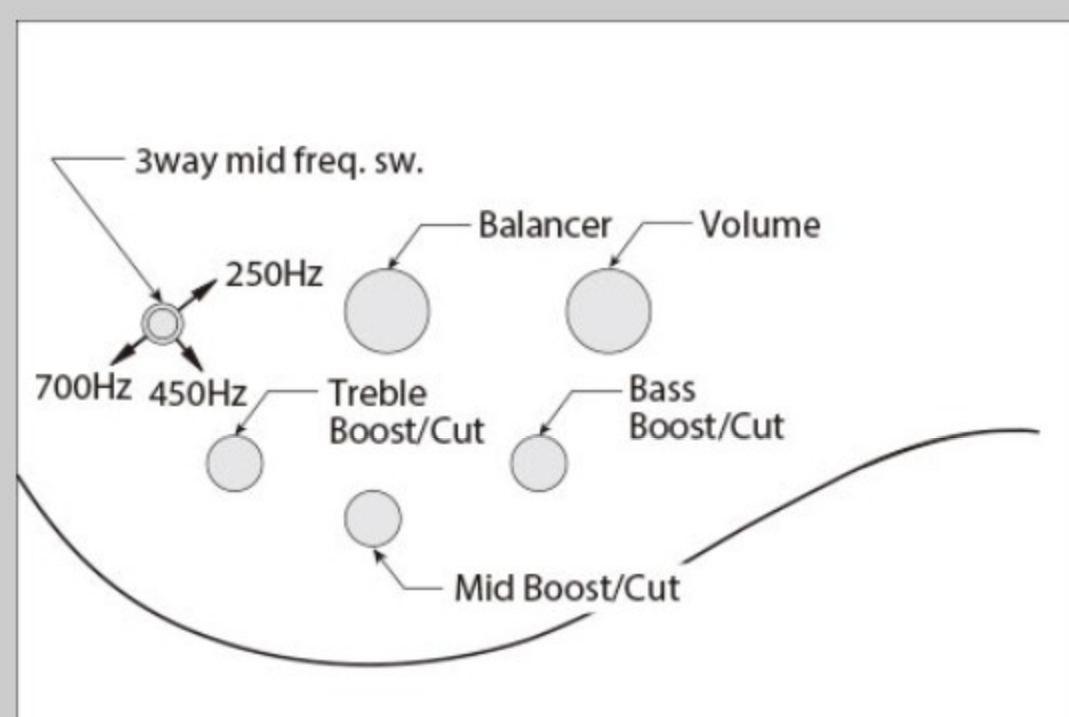 3way mid freq. sw.
Balancer
Volume
250Hz
700Hz
450Hz
Treble
Boost/Cut
Bass
Boost/Cut
Mid Boost/Cut